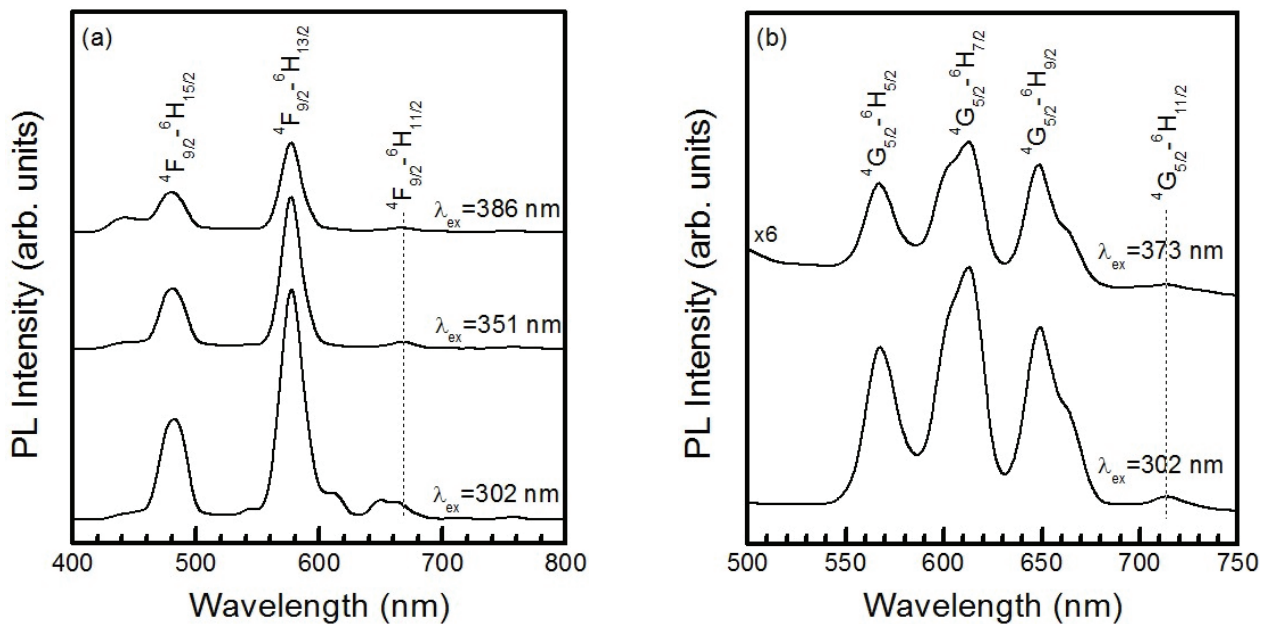 (a)
⁴F₉/₂-⁶H₁₅/₂
⁴F₉/₂-⁶H₁₃/₂
⁴F₉/₂-⁶H₁₁/₂
λex=386 nm
λex=351 nm
λex=302 nm
PL Intensity (arb. units)
400 500 600 700 800
Wavelength (nm)
(b)
⁴G₅/₂-⁶H₅/₂
⁴G₅/₂-⁶H₇/₂
⁴G₅/₂-⁶H₉/₂
⁴G₅/₂-⁶H₁₁/₂
x6
λex=373 nm
λex=302 nm
PL Intensity (arb. units)
500 550 600 650 700 750
Wavelength (nm)